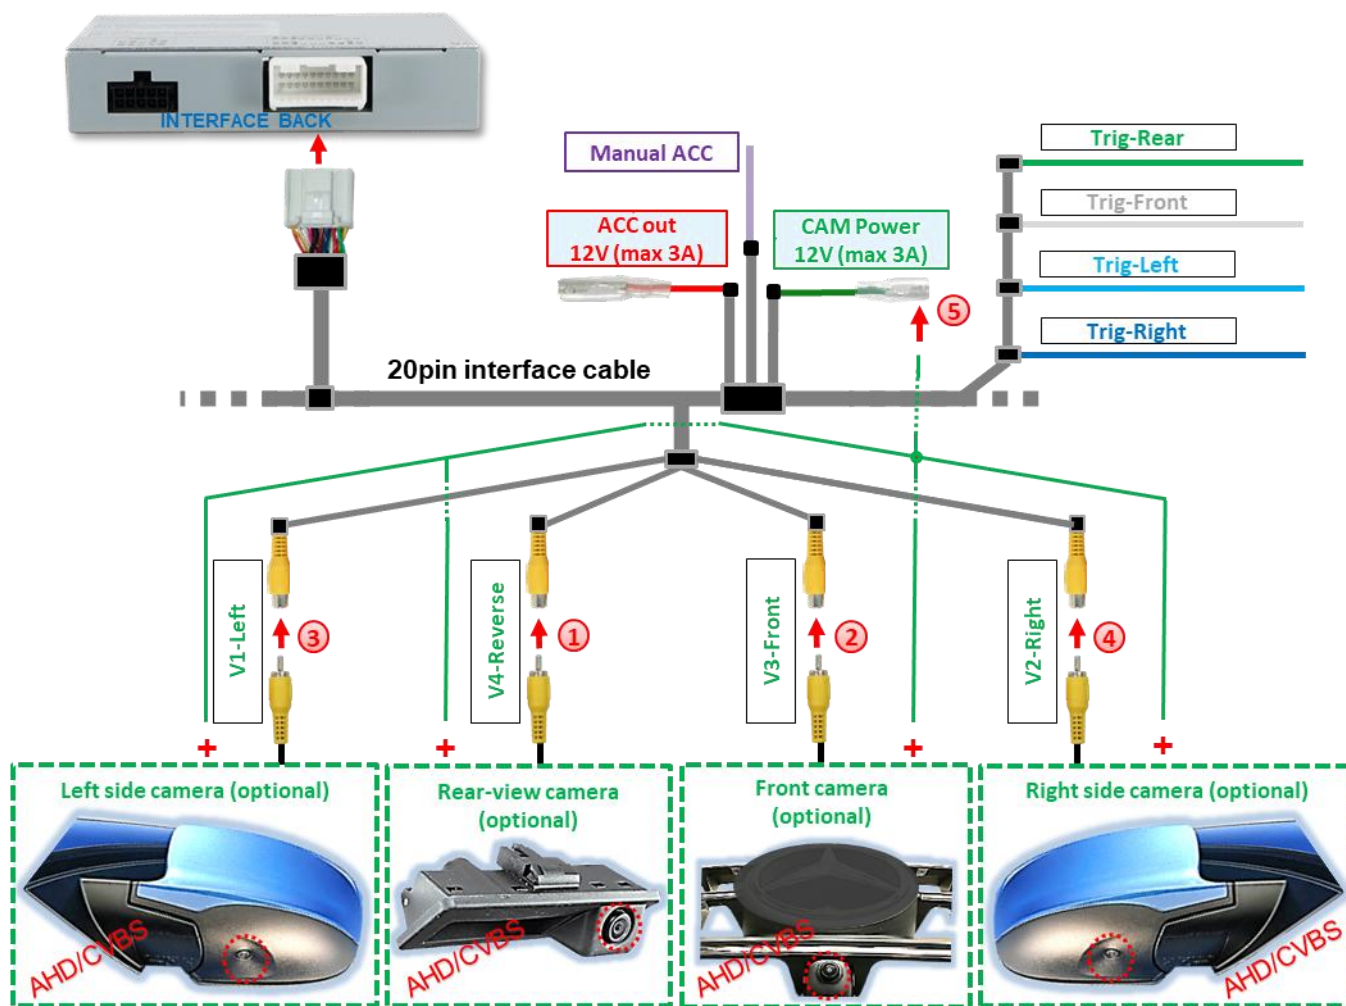 INTERFACE BACK
Manual ACC
ACC out
12V (max 3A)
CAM Power
12V (max 3A)
Trig-Rear
Trig-Front
Trig-Left
Trig-Right
5
20pin interface cable
V1-Left
3
V4-Reverse
1
V3-Front
2
V2-Right
4
+
+
+
+
Left side camera (optional)
AHD/CVBS
Rear-view camera
(optional)
AHD/CVBS
Front camera
(optional)
AHD/CVBS
Right side camera (optional)
AHD/CVBS